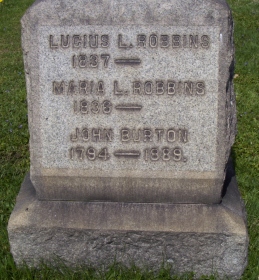 LUCIUS L. ROBBINS
1837 —
MARIA L. ROBBINS
1838 —
JOHN BURTON
1794 — 1889.